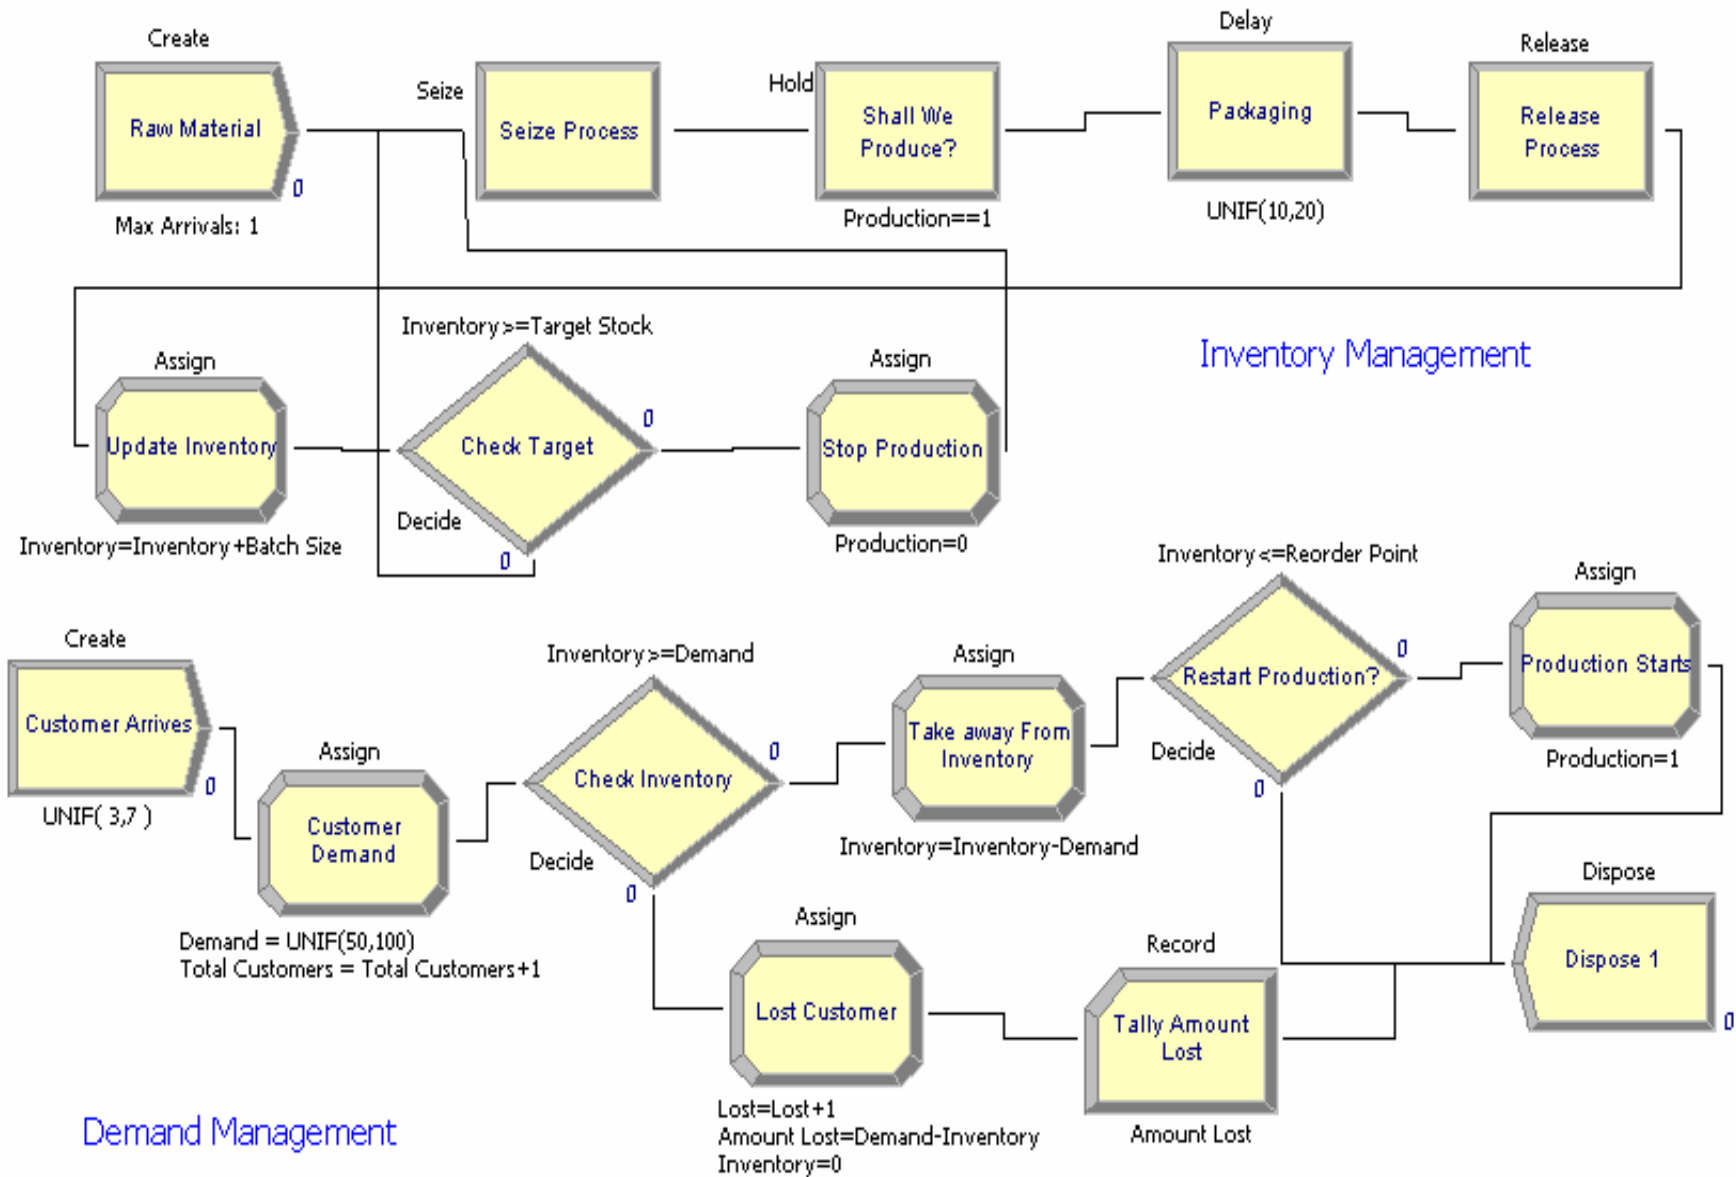 Create
Raw Material
0
Max Arrivals: 1
Seize
Seize Process
Hold
Shall We
Produce?
Production==1
Delay
Packaging
UNIF(10,20)
Release
Release
Process
Inventory Management
Assign
Update Inventory
Inventory=Inventory+Batch Size
Inventory>=Target Stock
Check Target
0
Decide
0
Assign
Stop Production
Production=0
Create
Customer Arrives
0
UNIF( 3,7 )
Assign
Customer
Demand
Demand = UNIF(50,100)
Total Customers = Total Customers+1
Inventory>=Demand
Check Inventory
0
Decide
0
Assign
Take away From
Inventory
Inventory=Inventory-Demand
Inventory<=Reorder Point
Restart Production?
0
Decide
0
Assign
Production Starts
Production=1
Assign
Lost Customer
Lost=Lost+1
Amount Lost=Demand-Inventory
Inventory=0
Record
Tally Amount
Lost
Amount Lost
Dispose
Dispose 1
0
Demand Management